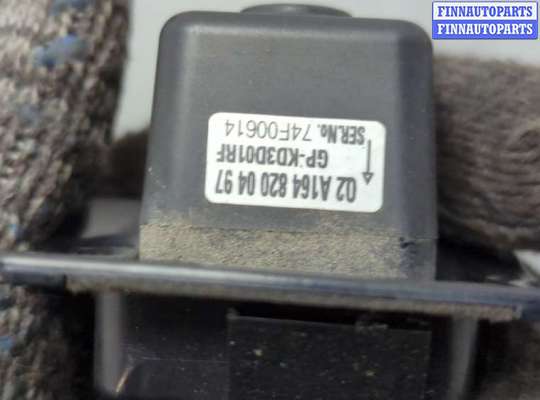 FINNAUTOPARTS
FINNAUTOPARTS
02 A164 820 04 97
GP-KD3D01RF
SER.No. 74F00614